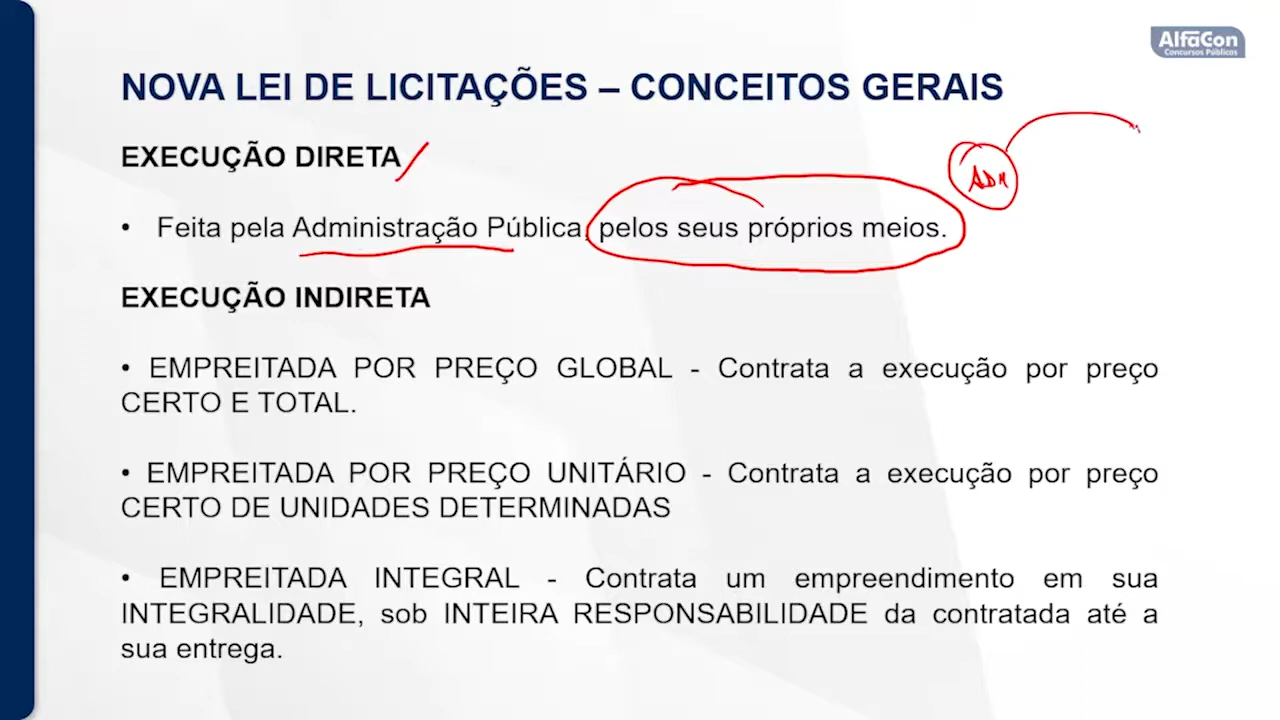 AlfaCon
Concursos Públicos
NOVA LEI DE LICITAÇÕES – CONCEITOS GERAIS
EXECUÇÃO DIRETA
ADM
• Feita pela Administração Pública, pelos seus próprios meios.
EXECUÇÃO INDIRETA
• EMPREITADA POR PREÇO GLOBAL - Contrata a execução por preço
CERTO E TOTAL.
• EMPREITADA POR PREÇO UNITÁRIO - Contrata a execução por preço
CERTO DE UNIDADES DETERMINADAS
• EMPREITADA INTEGRAL - Contrata um empreendimento em sua
INTEGRALIDADE, sob INTEIRA RESPONSABILIDADE da contratada até a
sua entrega.